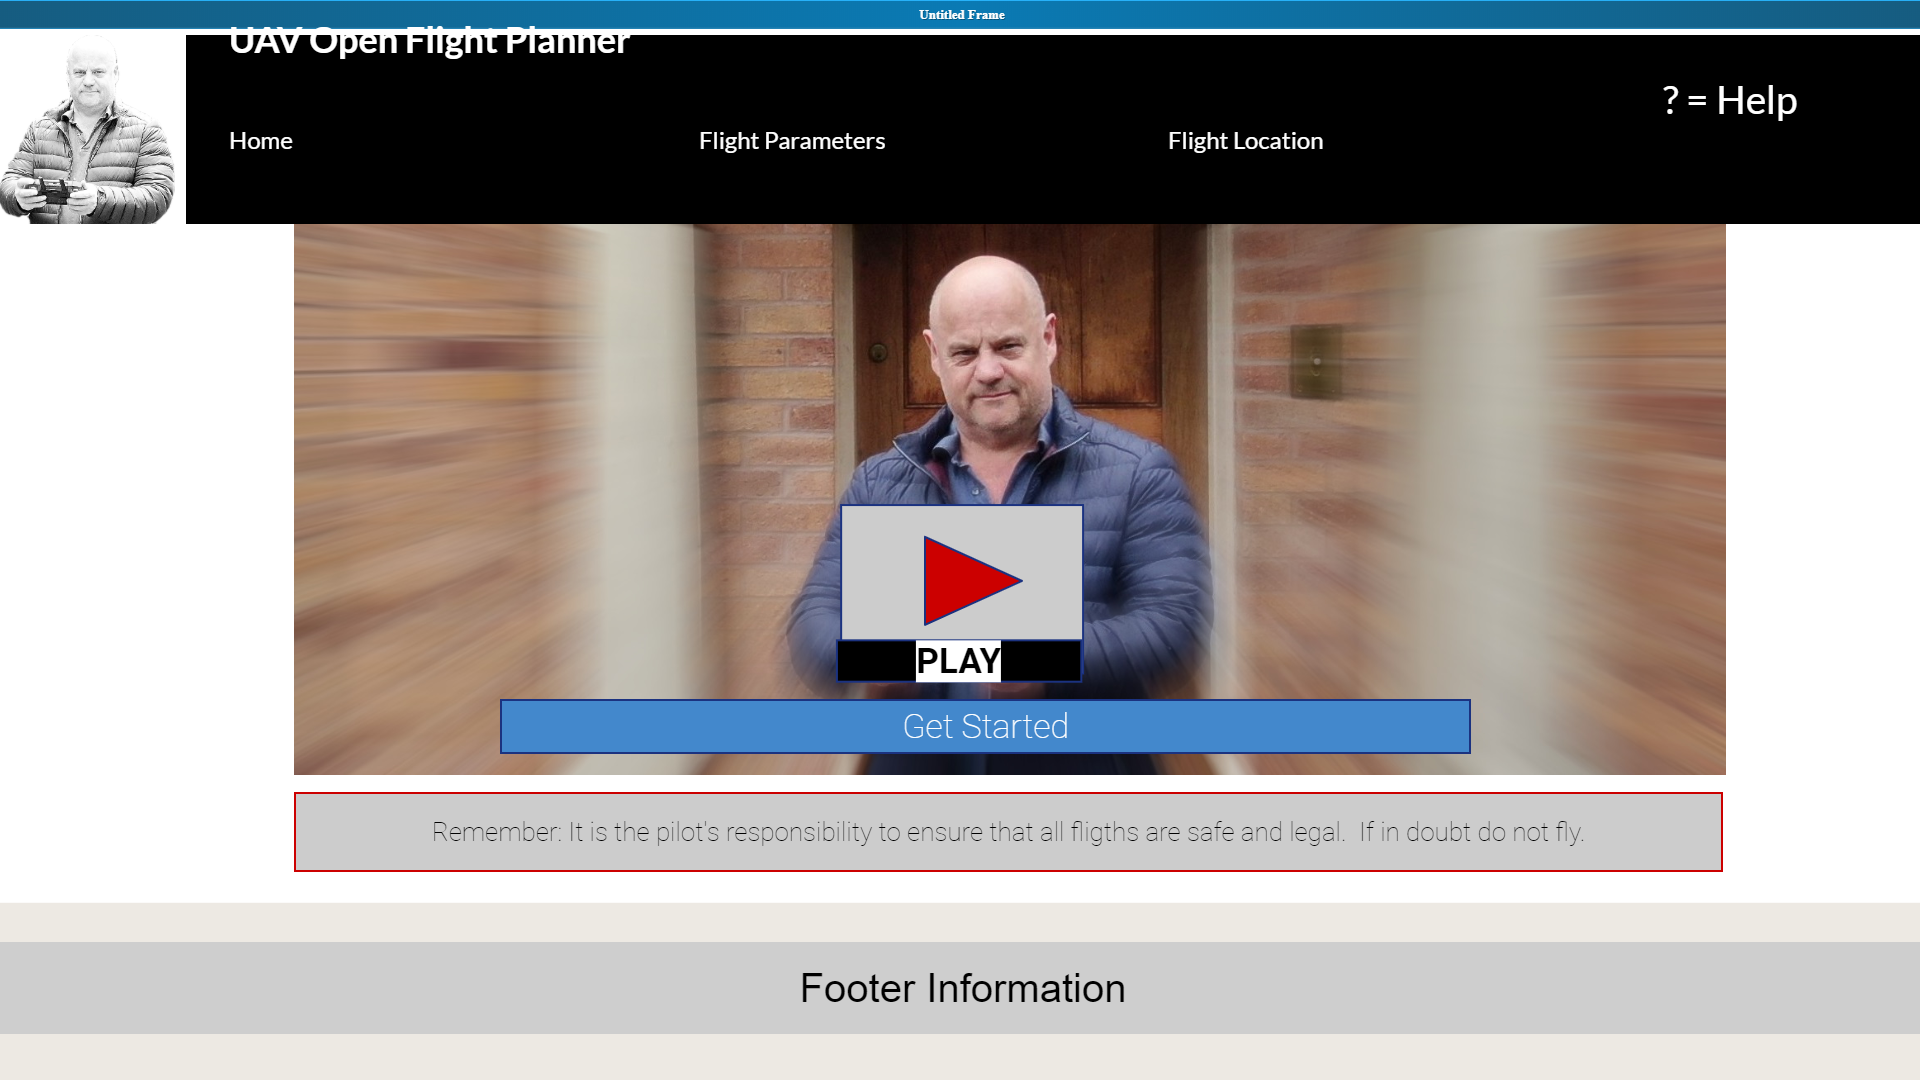 Untitled Frame
UAV Open Flight Planner
? = Help
Home
Flight Parameters
Flight Location
PLAY
Get Started
Remember: It is the pilot's responsibility to ensure that all fligths are safe and legal.  If in doubt do not fly.
Footer Information